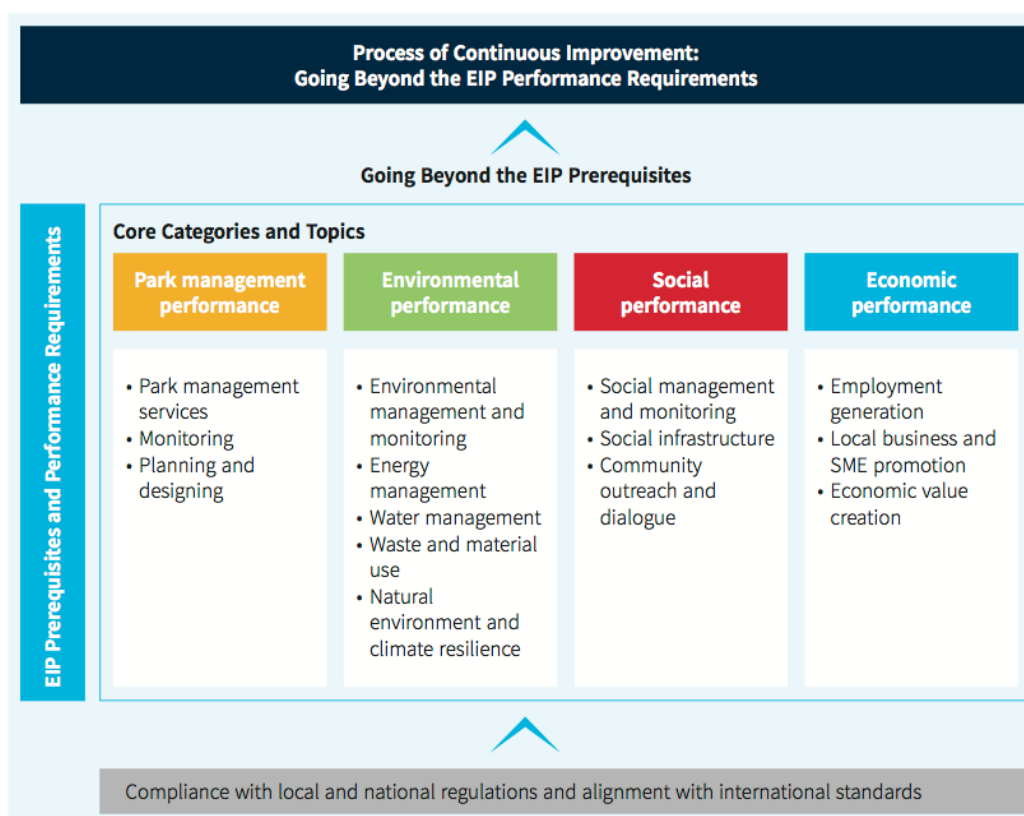 Process of Continuous Improvement:
Going Beyond the EIP Performance Requirements
Going Beyond the EIP Prerequisites
EIP Prerequisites and Performance Requirements
Core Categories and Topics
Park management
performance
• Park management
services
• Monitoring
• Planning and
designing
Environmental
performance
• Environmental
management and
monitoring
• Energy
management
• Water management
• Waste and material
use
• Natural
environment and
climate resilience
Social
performance
• Social management
and monitoring
• Social infrastructure
• Community
outreach and
dialogue
Economic
performance
• Employment
generation
• Local business and
SME promotion
• Economic value
creation
Compliance with local and national regulations and alignment with international standards